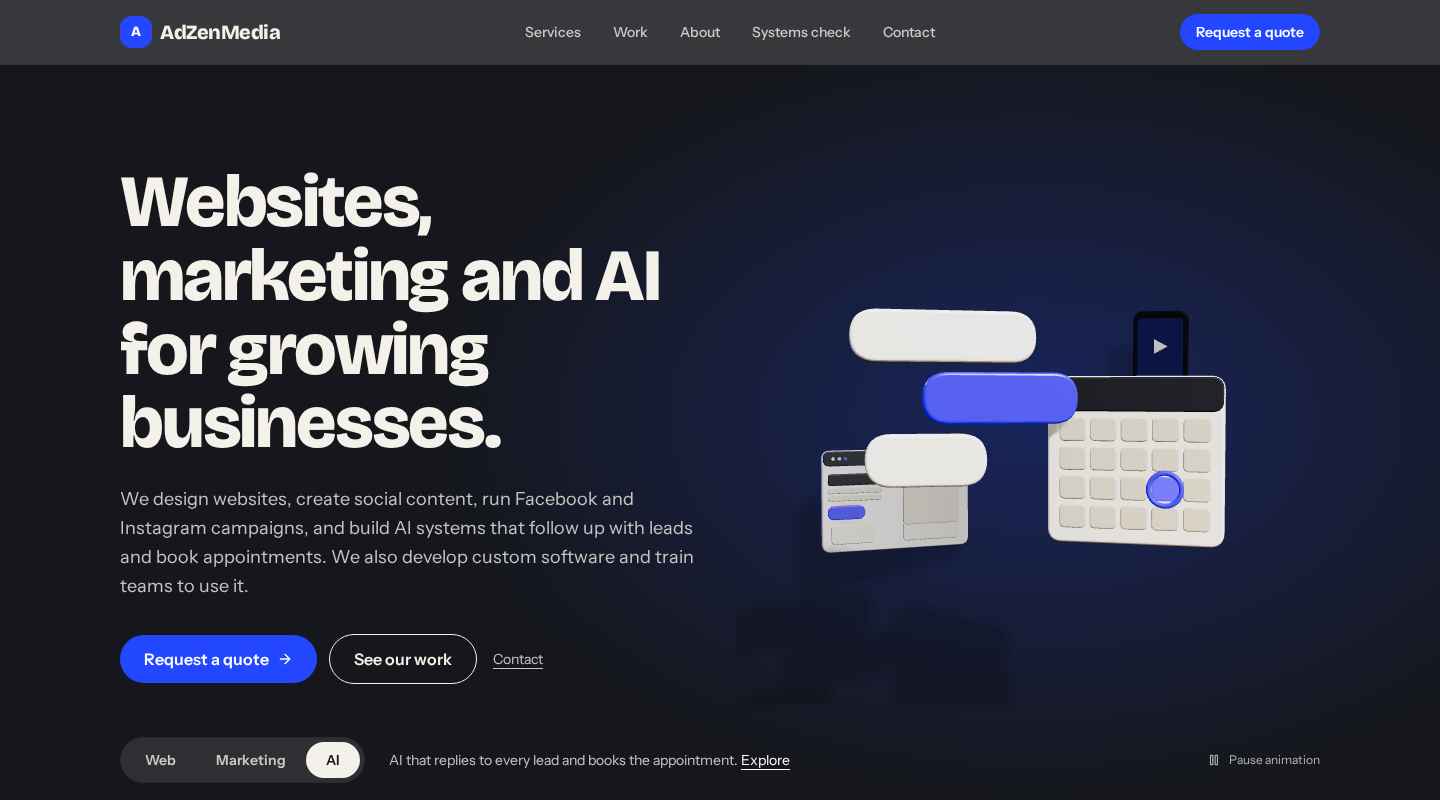 A AdZenMedia
Services Work About Systems check Contact
Request a quote
Websites,
marketing and AI
for growing
businesses.
We design websites, create social content, run Facebook and
Instagram campaigns, and build AI systems that follow up with leads
and book appointments. We also develop custom software and train
teams to use it.
Request a quote → See our work Contact
Web Marketing AI
AI that replies to every lead and books the appointment. Explore
Pause animation